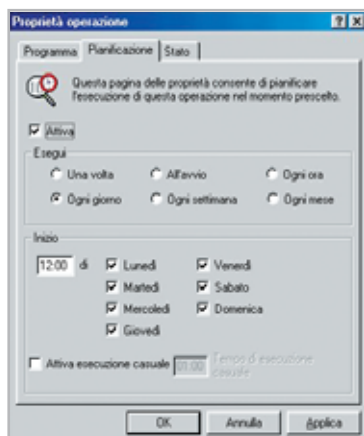 Proprietà operazione
Programma Pianificazione Stato
Questa pagina delle proprietà consente di pianificare
l'esecuzione di questa operazione nel momento prescelto.
Attiva
Esegui
Una volta All'avvio Ogni ora
Ogni giorno Ogni settimana Ogni mese
Inizio
12:00 di Lunedì Venerdì
Martedì Sabato
Mercoledì Domenica
Giovedì
Attiva esecuzione casuale 01:00 Tempo di esecuzione
casuale
OK Annulla Applica